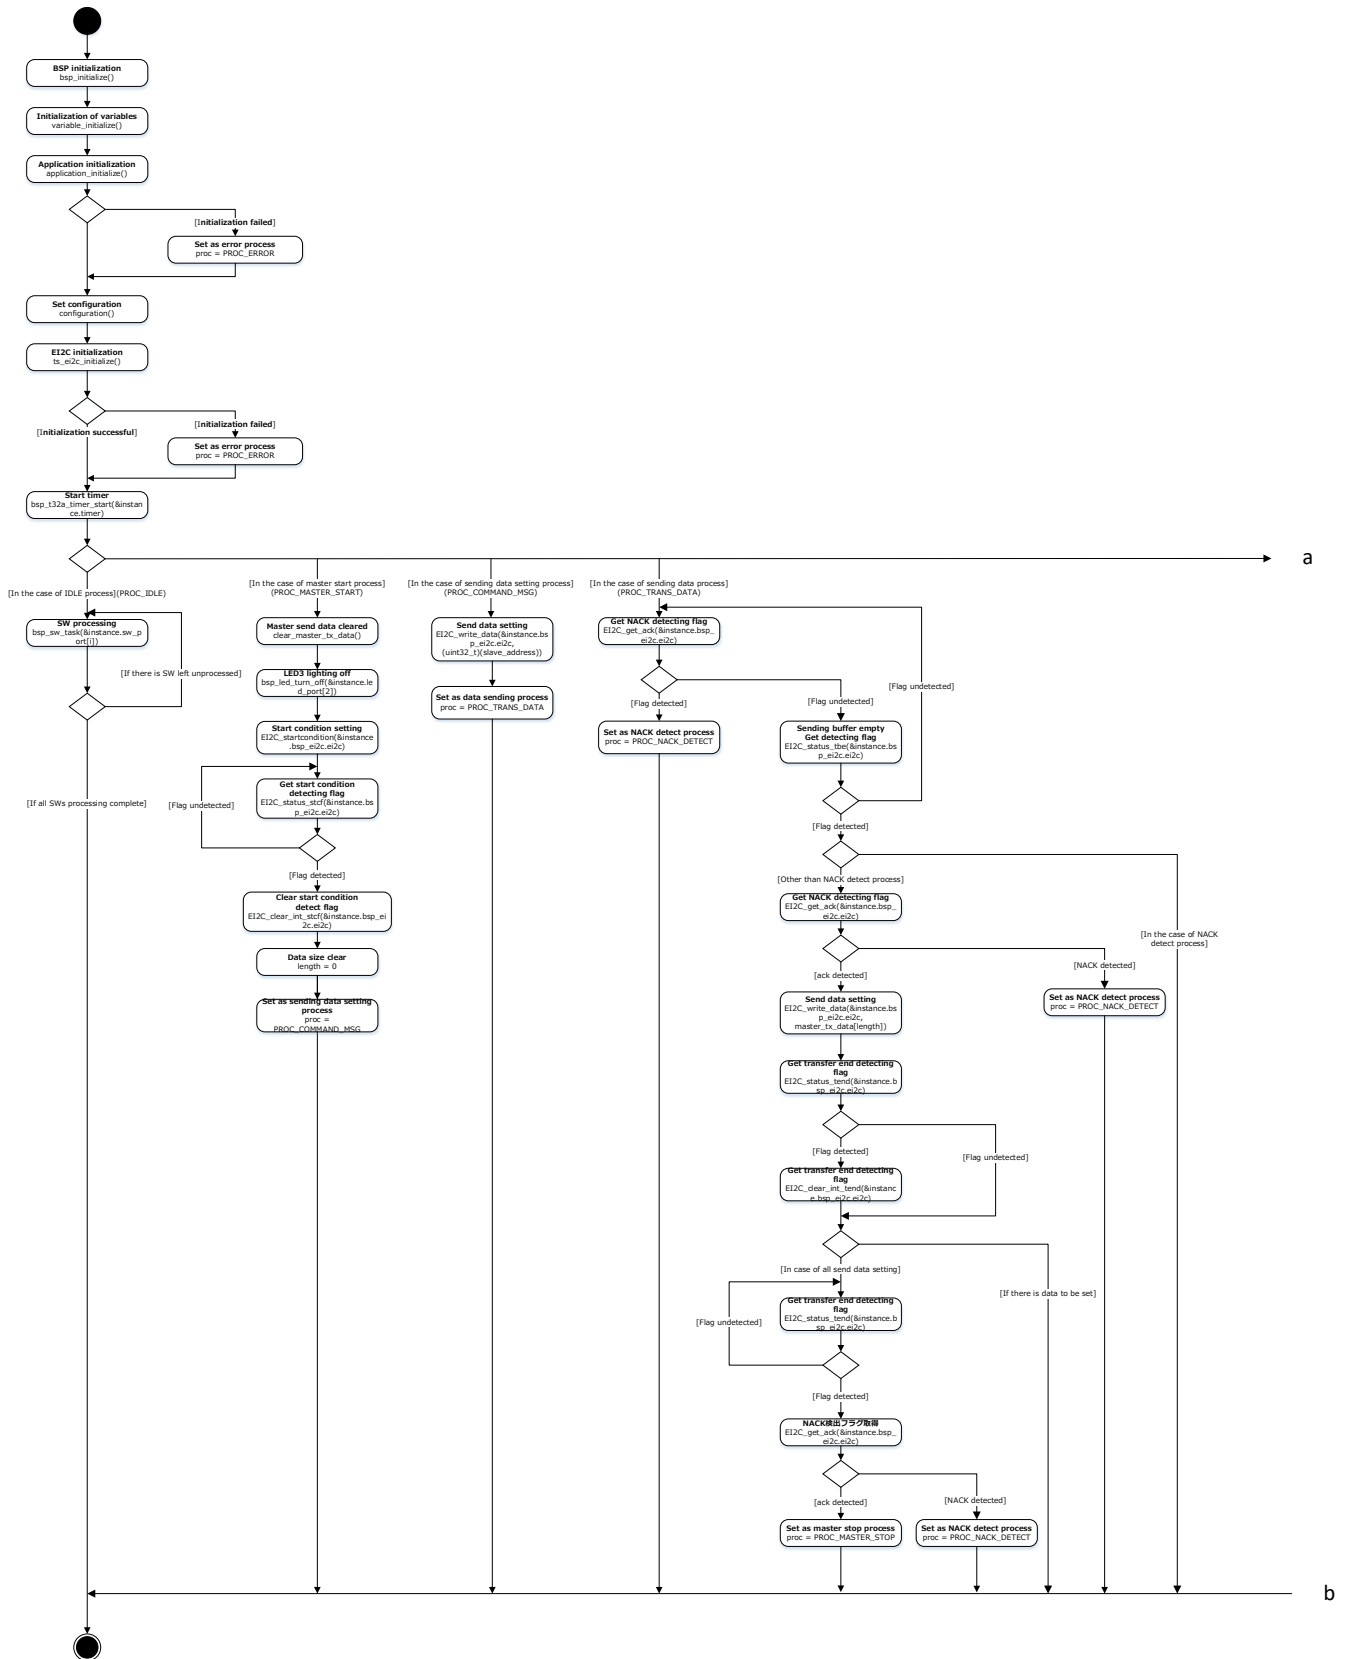 BSP initialization
bsp_initialize()
Initialization of variables
variable_initialize()
Application initialization
application_initialize()
[Initialization failed]
Set as error process
proc = PROC_ERROR
Set configuration
configuration()
EI2C initialization
ts_ei2c_initialize()
[Initialization successful]
[Initialization failed]
Set as error process
proc = PROC_ERROR
Start timer
bsp_t32a_timer_start(&instan
ce.timer)
a
[In the case of IDLE process](PROC_IDLE)
SW processing
bsp_sw_task(&instance.sw_p
ort[i])
[If there is SW left unprocessed]
[If all SWs processing complete]
[In the case of master start process]
(PROC_MASTER_START)
Master send data cleared
clear_master_tx_data()
LED3 lighting off
bsp_led_turn_off(&instance.le
d_port[2])
Start condition setting
EI2C_startcondition(&instance
.bsp_ei2c.ei2c)
Get start condition
detecting flag
EI2C_status_stcf(&instance.bs
p_ei2c.ei2c)
[Flag undetected]
[Flag detected]
Clear start condition
detect flag
EI2C_clear_int_stcf(&instance.bsp_ei
2c.ei2c)
Data size clear
length = 0
Set as sending data setting
process
proc =
PROC_COMMAND_MSG
[In the case of sending data setting process]
(PROC_COMMAND_MSG)
Send data setting
EI2C_write_data(&instance.bs
p_ei2c.ei2c,
(uint32_t)(slave_address))
Set as data sending process
proc = PROC_TRANS_DATA
[In the case of sending data process]
(PROC_TRANS_DATA)
Get NACK detecting flag
EI2C_get_ack(&instance.bsp_
ei2c.ei2c)
[Flag detected]
Set as NACK detect process
proc = PROC_NACK_DETECT
[Flag undetected]
[Flag undetected]
Sending buffer empty
Get detecting flag
EI2C_status_tbe(&instance.bs
p_ei2c.ei2c)
[Flag detected]
[Other than NACK detect process]
Get NACK detecting flag
EI2C_get_ack(&instance.bsp_
ei2c.ei2c)
[In the case of NACK
detect process]
[ack detected]
[NACK detected]
Set as NACK detect process
proc = PROC_NACK_DETECT
Send data setting
EI2C_write_data(&instance.bs
p_ei2c.ei2c,
master_tx_data[length])
Get transfer end detecting
flag
EI2C_status_tend(&instance.b
sp_ei2c.ei2c)
[Flag detected]
[Flag undetected]
Get transfer end detecting
flag
EI2C_clear_int_tend(&instanc
e.bsp_ei2c.ei2c)
[In case of all send data setting]
[If there is data to be set]
Get transfer end detecting
flag
EI2C_status_tend(&instance.b
sp_ei2c.ei2c)
[Flag undetected]
[Flag detected]
NACK検出フラグ取得
EI2C_get_ack(&instance.bsp_
ei2c.ei2c)
[ack detected]
[NACK detected]
Set as master stop process
proc = PROC_MASTER_STOP
Set as NACK detect process
proc = PROC_NACK_DETECT
b